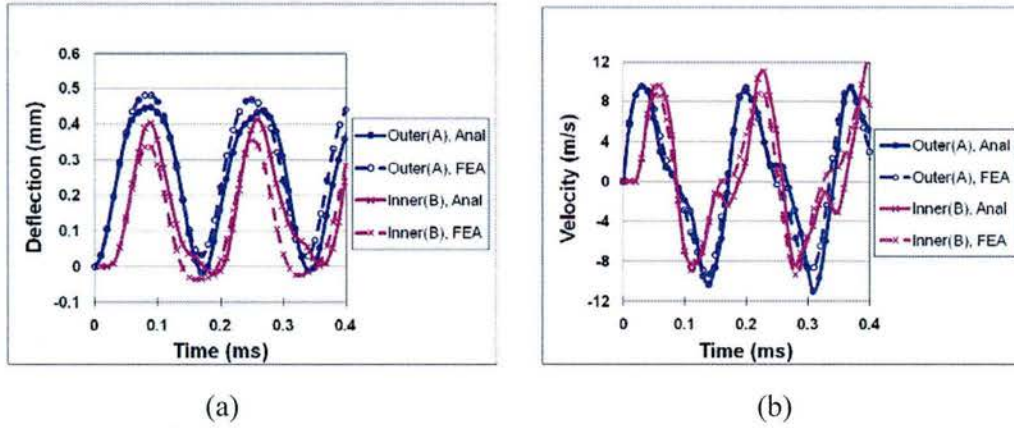 0.6
0.5
0.4
0.3
0.2
0.1
0
-0.1
Deflection (mm)
0 0.1 0.2 0.3 0.4
Time (ms)
Outer(A), Anal
Outer(A), FEA
Inner(B), Anal
Inner(B), FEA
(a)
12
8
4
0
-4
-8
-12
Velocity (m/s)
0 0.1 0.2 0.3 0.4
Time (ms)
Outer(A), Anal
Outer(A), FEA
Inner(B), Anal
Inner(B), FEA
(b)